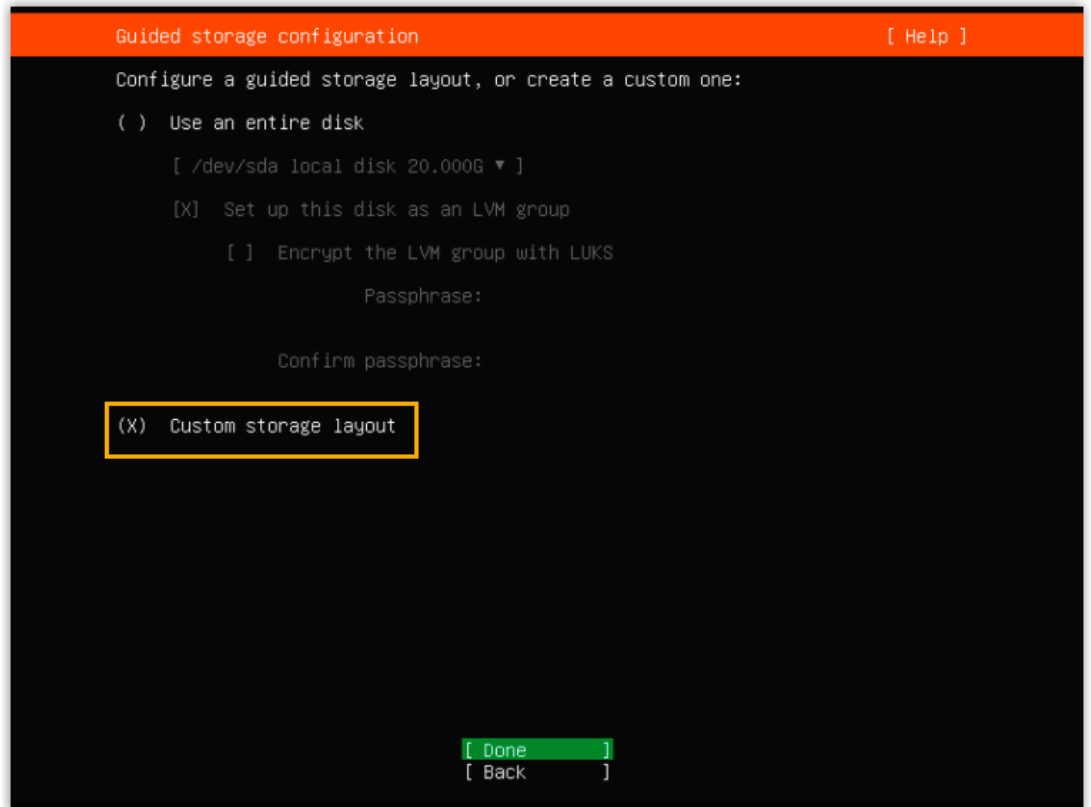 Guided storage configuration [ Help ]
Configure a guided storage layout, or create a custom one:
( ) Use an entire disk
[ /dev/sda local disk 20.000G ▾ ]
[X] Set up this disk as an LVM group
[ ] Encrypt the LVM group with LUKS
Passphrase:
Confirm passphrase:
(X) Custom storage layout
[ Done ]
[ Back ]